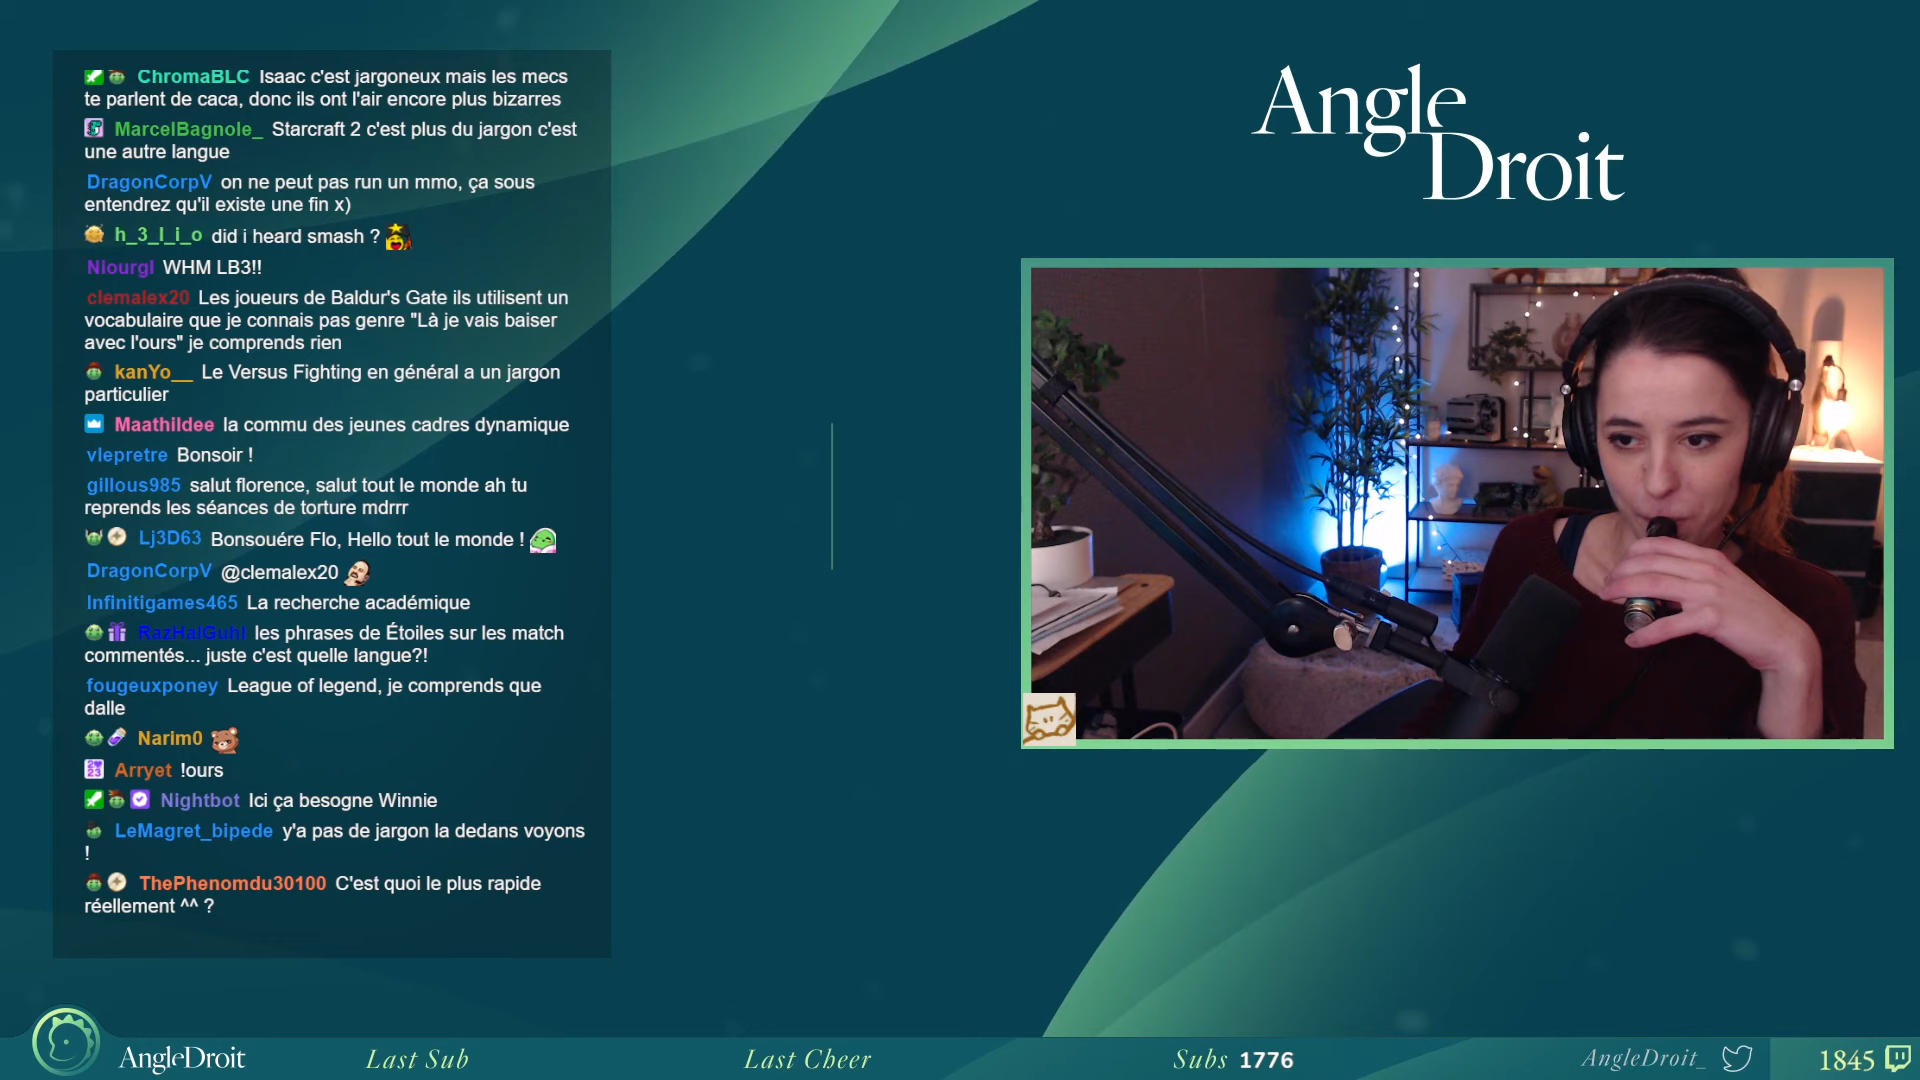 ChromaBLC Isaac c'est jargoneux mais les mecs
te parlent de caca, donc ils ont l'air encore plus bizarres
MarcelBagnole_ Starcraft 2 c'est plus du jargon c'est
une autre langue
DragonCorpV on ne peut pas run un mmo, ça sous
entendrez qu'il existe une fin x)
h_3_l_i_o did i heard smash ?
Nlourgl WHM LB3!!
clemalex20 Les joueurs de Baldur's Gate ils utilisent un
vocabulaire que je connais pas genre "Là je vais baiser
avec l'ours" je comprends rien
kanYo__ Le Versus Fighting en général a un jargon
particulier
Maathildee la commu des jeunes cadres dynamique
vlepretre Bonsoir !
gillous985 salut florence, salut tout le monde ah tu
reprends les séances de torture mdrrr
Lj3D63 Bonsouére Flo, Hello tout le monde !
DragonCorpV @clemalex20
Infinitigames465 La recherche académique
RazHalGuhl les phrases de Étoiles sur les match
commentés... juste c'est quelle langue?!
fougeuxponey League of legend, je comprends que
dalle
Narim0
Arryet !ours
Nightbot Ici ça besogne Winnie
LeMagret_bipede y'a pas de jargon la dedans voyons
!
ThePhenomdu30100 C'est quoi le plus rapide
réellement ^^ ?
Angle
Droit
AngleDroit
Last Sub
Last Cheer
Subs 1776
AngleDroit_
1845